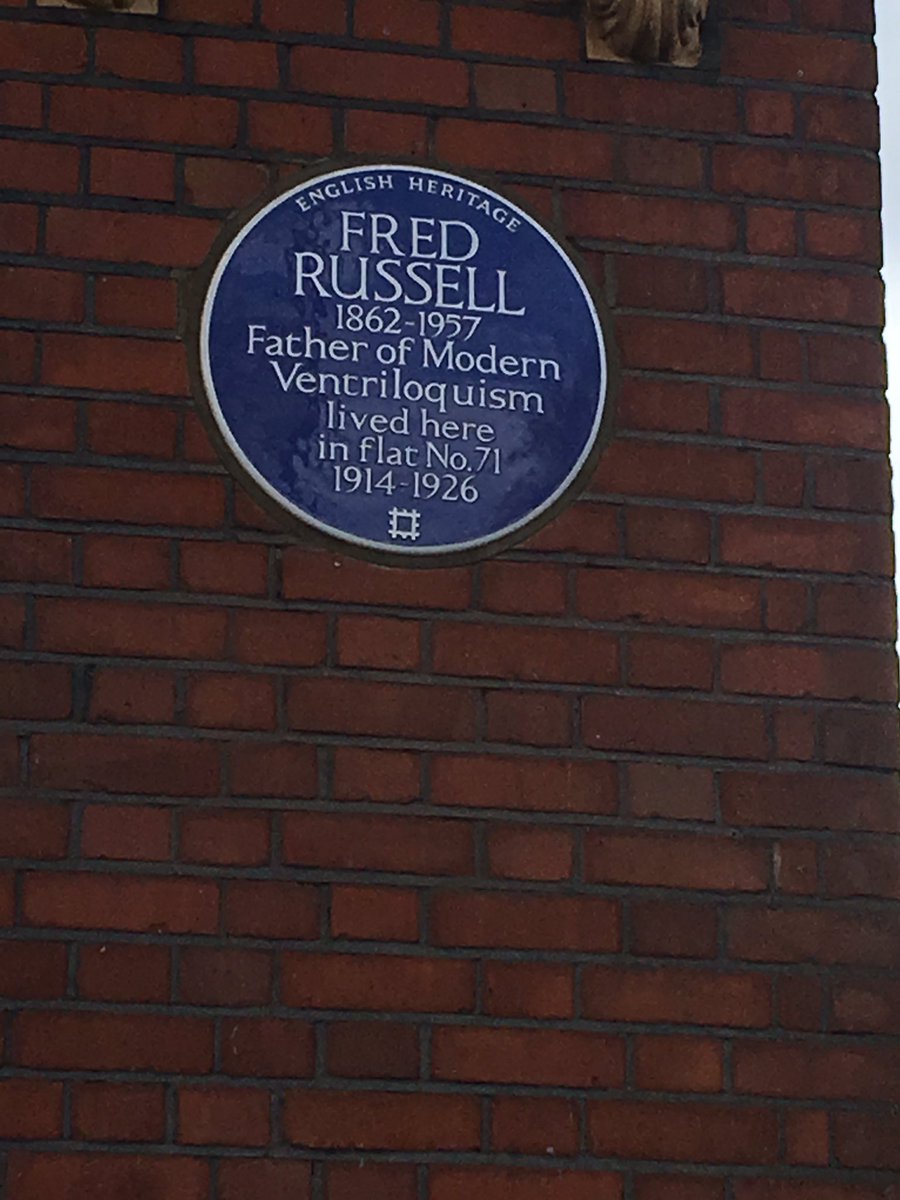 ENGLISH HERITAGE
FRED
RUSSELL
1862-1957
Father of Modern
Ventriloquism
lived here
in flat No.71
1914-1926